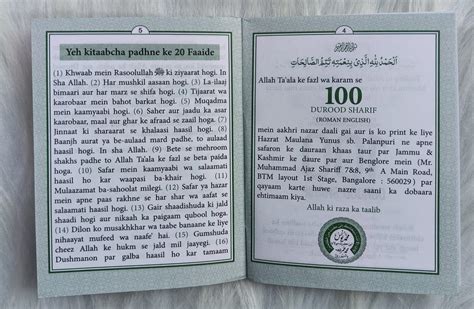 4
اَلْحَمْدُ لِلّٰهِ الَّذِيْ بِنِعْمَتِهٖ تَتِمُّ الصَّالِحَاتُ
Allah Ta'ala ke fazl wa karam se
100
DUROOD SHARIF
(ROMAN ENGLISH)
mein aakhri nazar daali gai aur is ko print ke liye
Hazrat Maulana Yunus sb. Palanpuri ne apne
safron ke dauraan khaas taur par Jammu &
Kashmir ke daure par aur Benglore mein (Mr.
Muhammad Ajaz Shariff 7&8, 9th A Main Road,
BTM layout 1st Stage, Bangalore : 560029) par
qayaam karte huwe nazre saani ka dobaara
ehtimaam kiya.
Allah ki raza ka taalib
5
Yeh kitaabcha padhne ke 20 Faaide
(1) Khwaab mein Rasoolullah ﷺ ki ziyaarat hogi. In
Sha Allah. (2) Har mushkil aasaan hogi. (3) La-ilaaj
bimaari aur har marz se shifa hogi. (4) Tijaarat wa
kaarobaar mein bahot barkat hogi. (5) Muqadma
mein kaamyaabi hogi. (6) Saher aur jaadu ka asar
kaarobaar, maal aur ghar ke afraad se zaail hoga. (7)
Jinnaat ki sharaarat se khalaasi haasil hogi. (8)
Baanjh aurat ya be-aulaad mard padhe, to aulaad
haasil hogi. In sha Allah. (9) Bete se mehroom
shakhs padhe to Allah Ta'ala ke fazl se beta paida
hoga. (10) Safar mein kaamyaabi wa salaamati
haasil ho kar waapasi ba-khair hogi. (11)
Mulaazamat ba-sahoolat milegi. (12) Safar ya hazar
mein apne paas rakhne se har shar wa aafat se
salaamati haasil hogi. (13) Gair shaadishuda ki jald
shaadi hogi aur nikaah ka paigaam qubool hoga.
(14) Dilon ko musakhkhar wa taabe banaane ke liye
nihaayat mufeed wa naafe' hai. (15) Gumshuda
cheez Allah ke hukm se jald mil jaayegi. (16)
Dushmanon par galba haasil ho kar tamaam